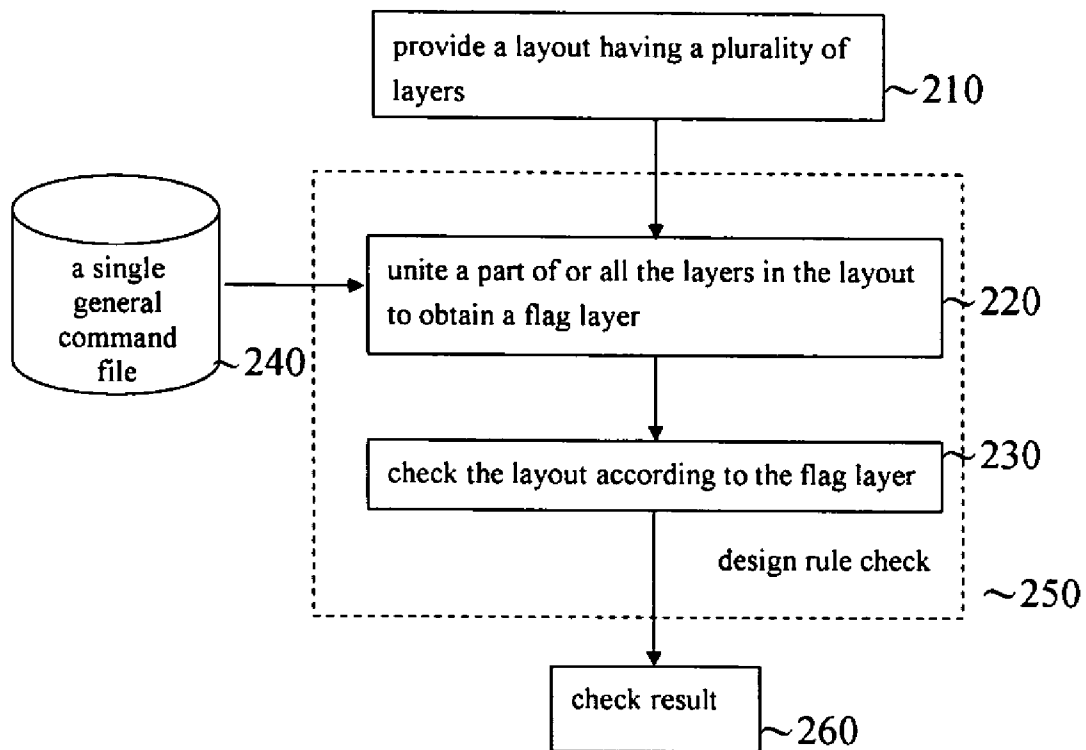 provide a layout having a plurality of
layers
~210
a single
general
command
file
~240
unite a part of or all the layers in the layout
to obtain a flag layer
~220
check the layout according to the flag layer
~230
design rule check
~250
check result
~260